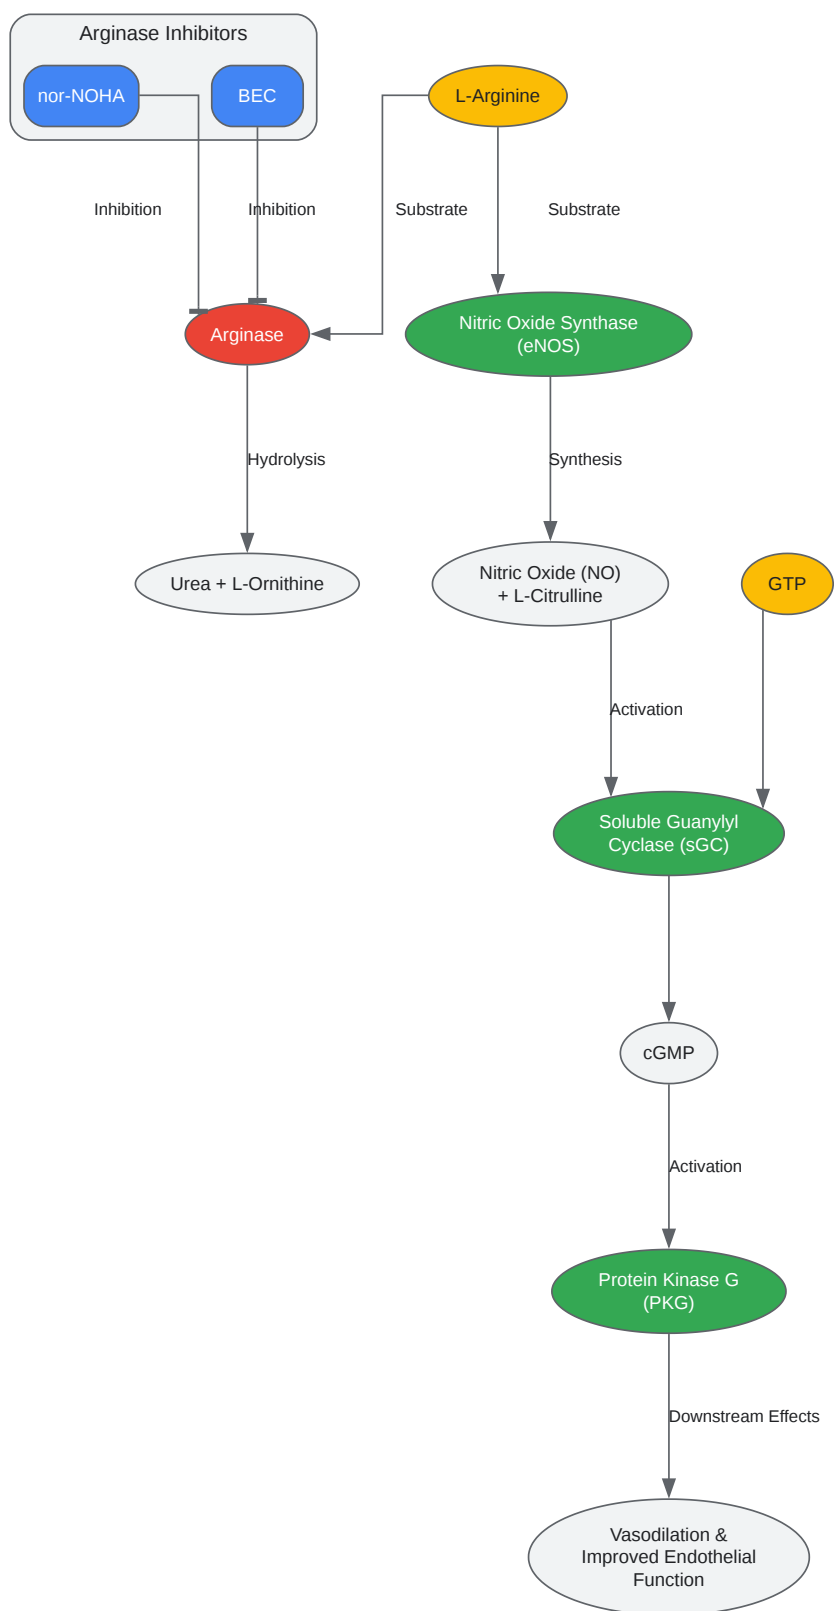 Arginase Inhibitors
nor-NOHA
BEC
L-Arginine
Inhibition
Inhibition
Substrate
Substrate
Arginase
Nitric Oxide Synthase
(eNOS)
Hydrolysis
Synthesis
Urea + L-Ornithine
Nitric Oxide (NO)
+ L-Citrulline
GTP
Activation
Soluble Guanylyl
Cyclase (sGC)
cGMP
Activation
Protein Kinase G
(PKG)
Downstream Effects
Vasodilation &
Improved Endothelial
Function